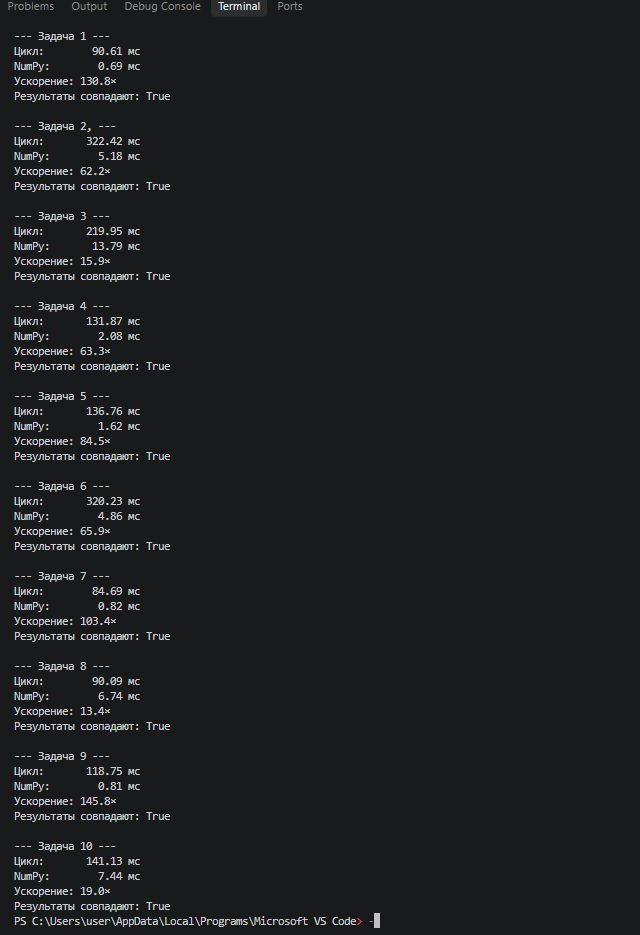 Problems Output Debug Console Terminal Ports
--- Задача 1 ---
Цикл: 90.61 мс
NumPy: 0.69 мс
Ускорение: 130.8×
Результаты совпадают: True
--- Задача 2, ---
Цикл: 322.42 мс
NumPy: 5.18 мс
Ускорение: 62.2×
Результаты совпадают: True
--- Задача 3 ---
Цикл: 219.95 мс
NumPy: 13.79 мс
Ускорение: 15.9×
Результаты совпадают: True
--- Задача 4 ---
Цикл: 131.87 мс
NumPy: 2.08 мс
Ускорение: 63.3×
Результаты совпадают: True
--- Задача 5 ---
Цикл: 136.76 мс
NumPy: 1.62 мс
Ускорение: 84.5×
Результаты совпадают: True
--- Задача 6 ---
Цикл: 320.23 мс
NumPy: 4.86 мс
Ускорение: 65.9×
Результаты совпадают: True
--- Задача 7 ---
Цикл: 84.69 мс
NumPy: 0.82 мс
Ускорение: 103.4×
Результаты совпадают: True
--- Задача 8 ---
Цикл: 90.09 мс
NumPy: 6.74 мс
Ускорение: 13.4×
Результаты совпадают: True
--- Задача 9 ---
Цикл: 118.75 мс
NumPy: 0.81 мс
Ускорение: 145.8×
Результаты совпадают: True
--- Задача 10 ---
Цикл: 141.13 мс
NumPy: 7.44 мс
Ускорение: 19.0×
Результаты совпадают: True
PS C:\Users\user\AppData\Local\Programs\Microsoft VS Code> -